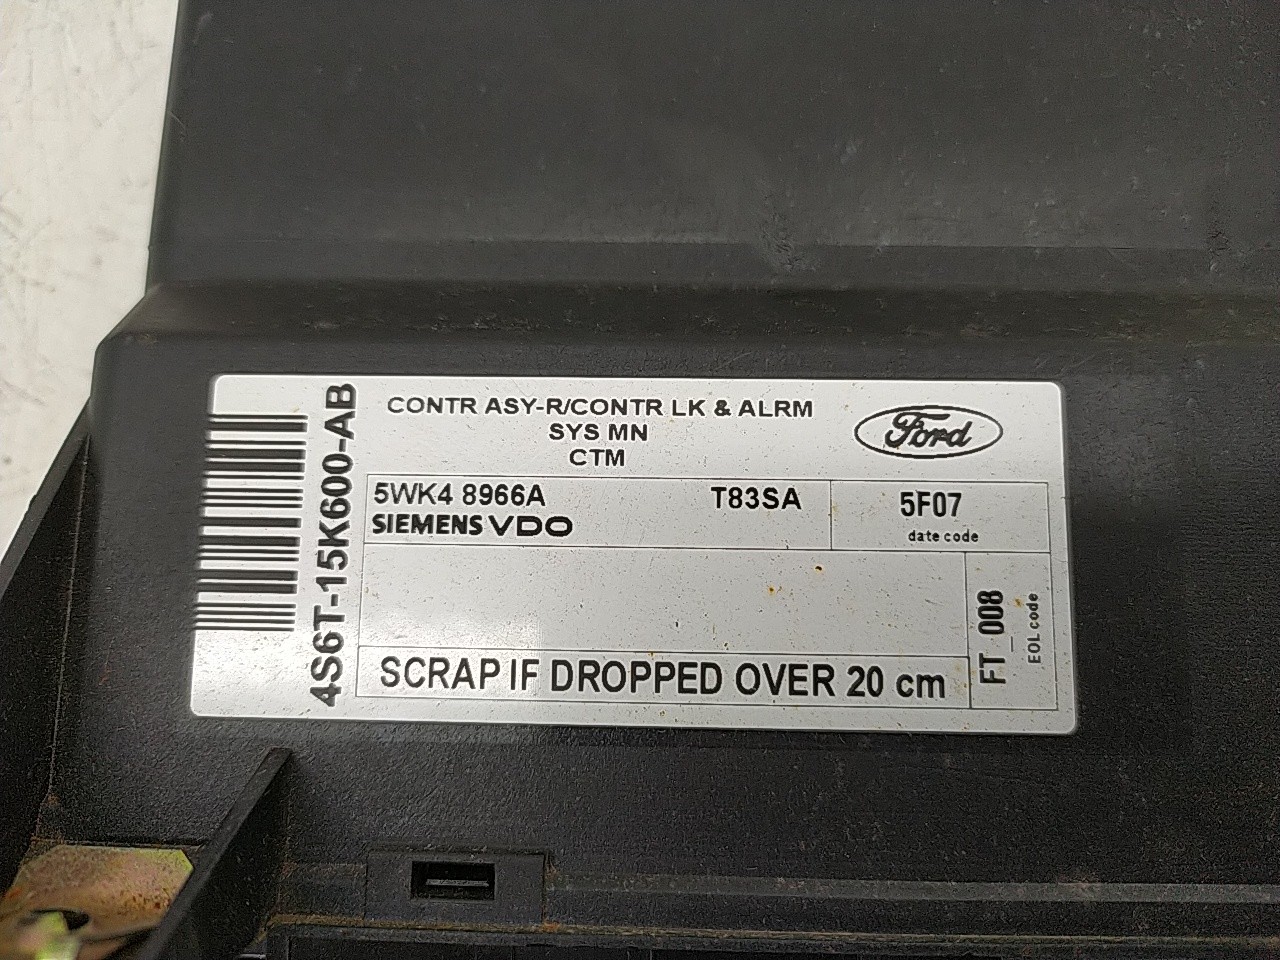 4S6T-15K600-AB
CONTR ASY-R/CONTR LK & ALRM
SYS MN
CTM
Ford
5WK4 8966A
T83SA
5F07
SIEMENS VDO
date code
FT_008
EOL code
SCRAP IF DROPPED OVER 20 cm